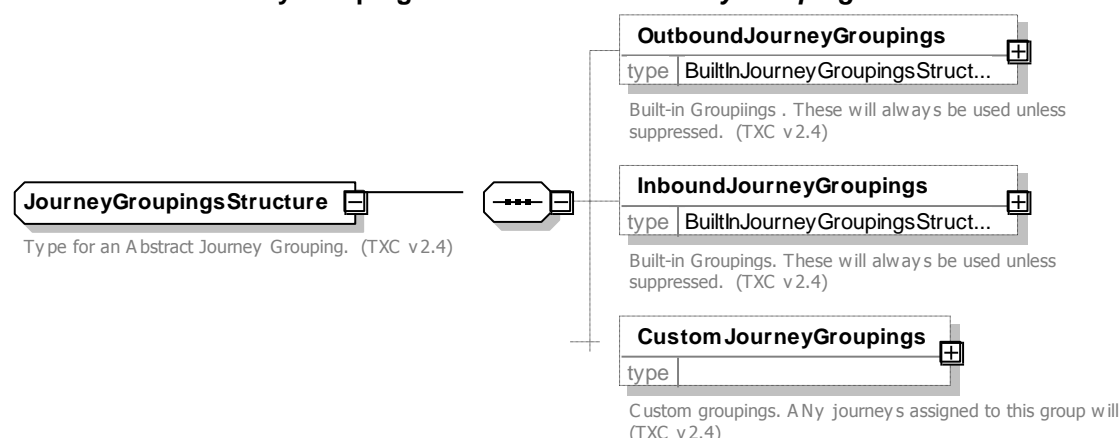 OutboundJourneyGroupings
type BuiltInJourneyGroupingsStruct...
Built-in Groupiings . These will always be used unless
suppressed. (TXC v2.4)
JourneyGroupingsStructure
Type for an Abstract Journey Grouping. (TXC v2.4)
InboundJourneyGroupings
type BuiltInJourneyGroupingsStruct...
Built-in Groupings. These will always be used unless
suppressed. (TXC v2.4)
CustomJourneyGroupings
type
Custom groupings. ANy journeys assigned to this group will
(TXC v2.4)